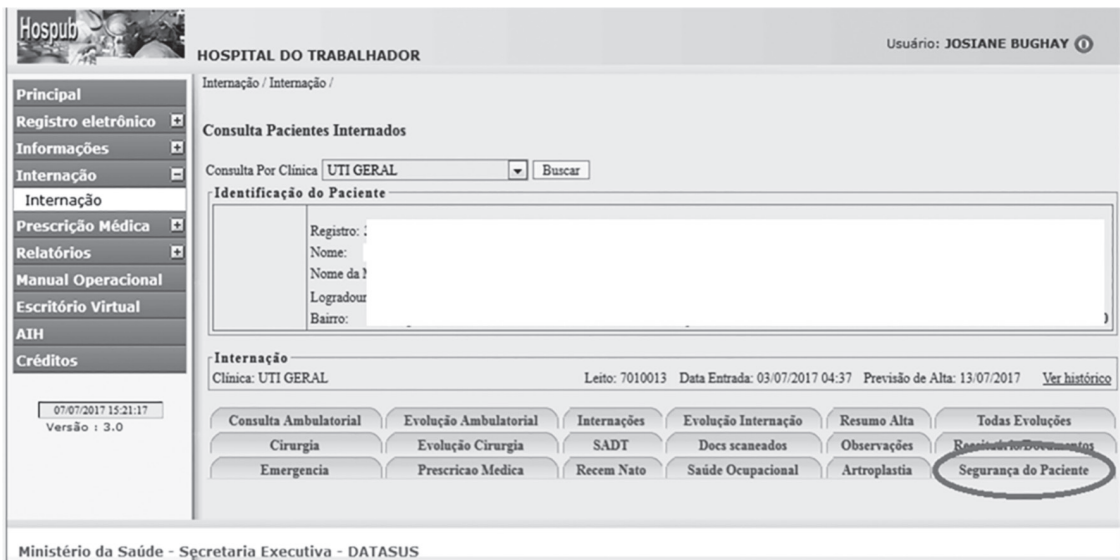 Hospub
HOSPITAL DO TRABALHADOR
Usuário: JOSIANE BUGHAY
Principal
Registro eletrônico
Informações
Internação
Internação
Prescrição Médica
Relatórios
Manual Operacional
Escritório Virtual
AIH
Créditos
07/07/2017 15:21:17
Versão : 3.0
Internação / Internação /
Consulta Pacientes Internados
Consulta Por Clínica UTI GERAL Buscar
Identificação do Paciente
Registro:
Nome:
Nome da
Bairro:
Internação
Clínica: UTI GERAL Leito: 7010013 Data Entrada: 03/07/2017 04:37 Previsão de Alta: 13/07/2017 Ver histórico
Consulta Ambulatorial Evolução Ambulatorial Internações Evolução Internação Resumo Alta Todas Evoluções
Cirurgia Evolução Cirurgia SADT Docs scaneados Observações Receituário/Documentos
Emergencia Prescricao Medica Recem Nato Saúde Ocupacional Artroplastia Segurança do Paciente
Ministério da Saúde - Secretaria Executiva - DATASUS